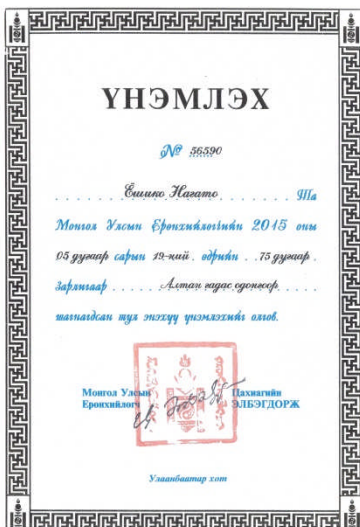 ҮНЭМЛЭХ
№ 56590
Ёшико Нагато Та
Монгол Улсын Ерөнхийлөгчийн 2015 оны
05 дугаар сарын 19-ний өдрийн 75 дугаар
Зарлигаар Алтан гадас одонгоор
шагнагдсан тул энэхүү үнэмлэхийг олгов.
Монгол Улсын Цахиагийн
Ерөнхийлөгч ЭЛБЭГДОРЖ
Улаанбаатар хот